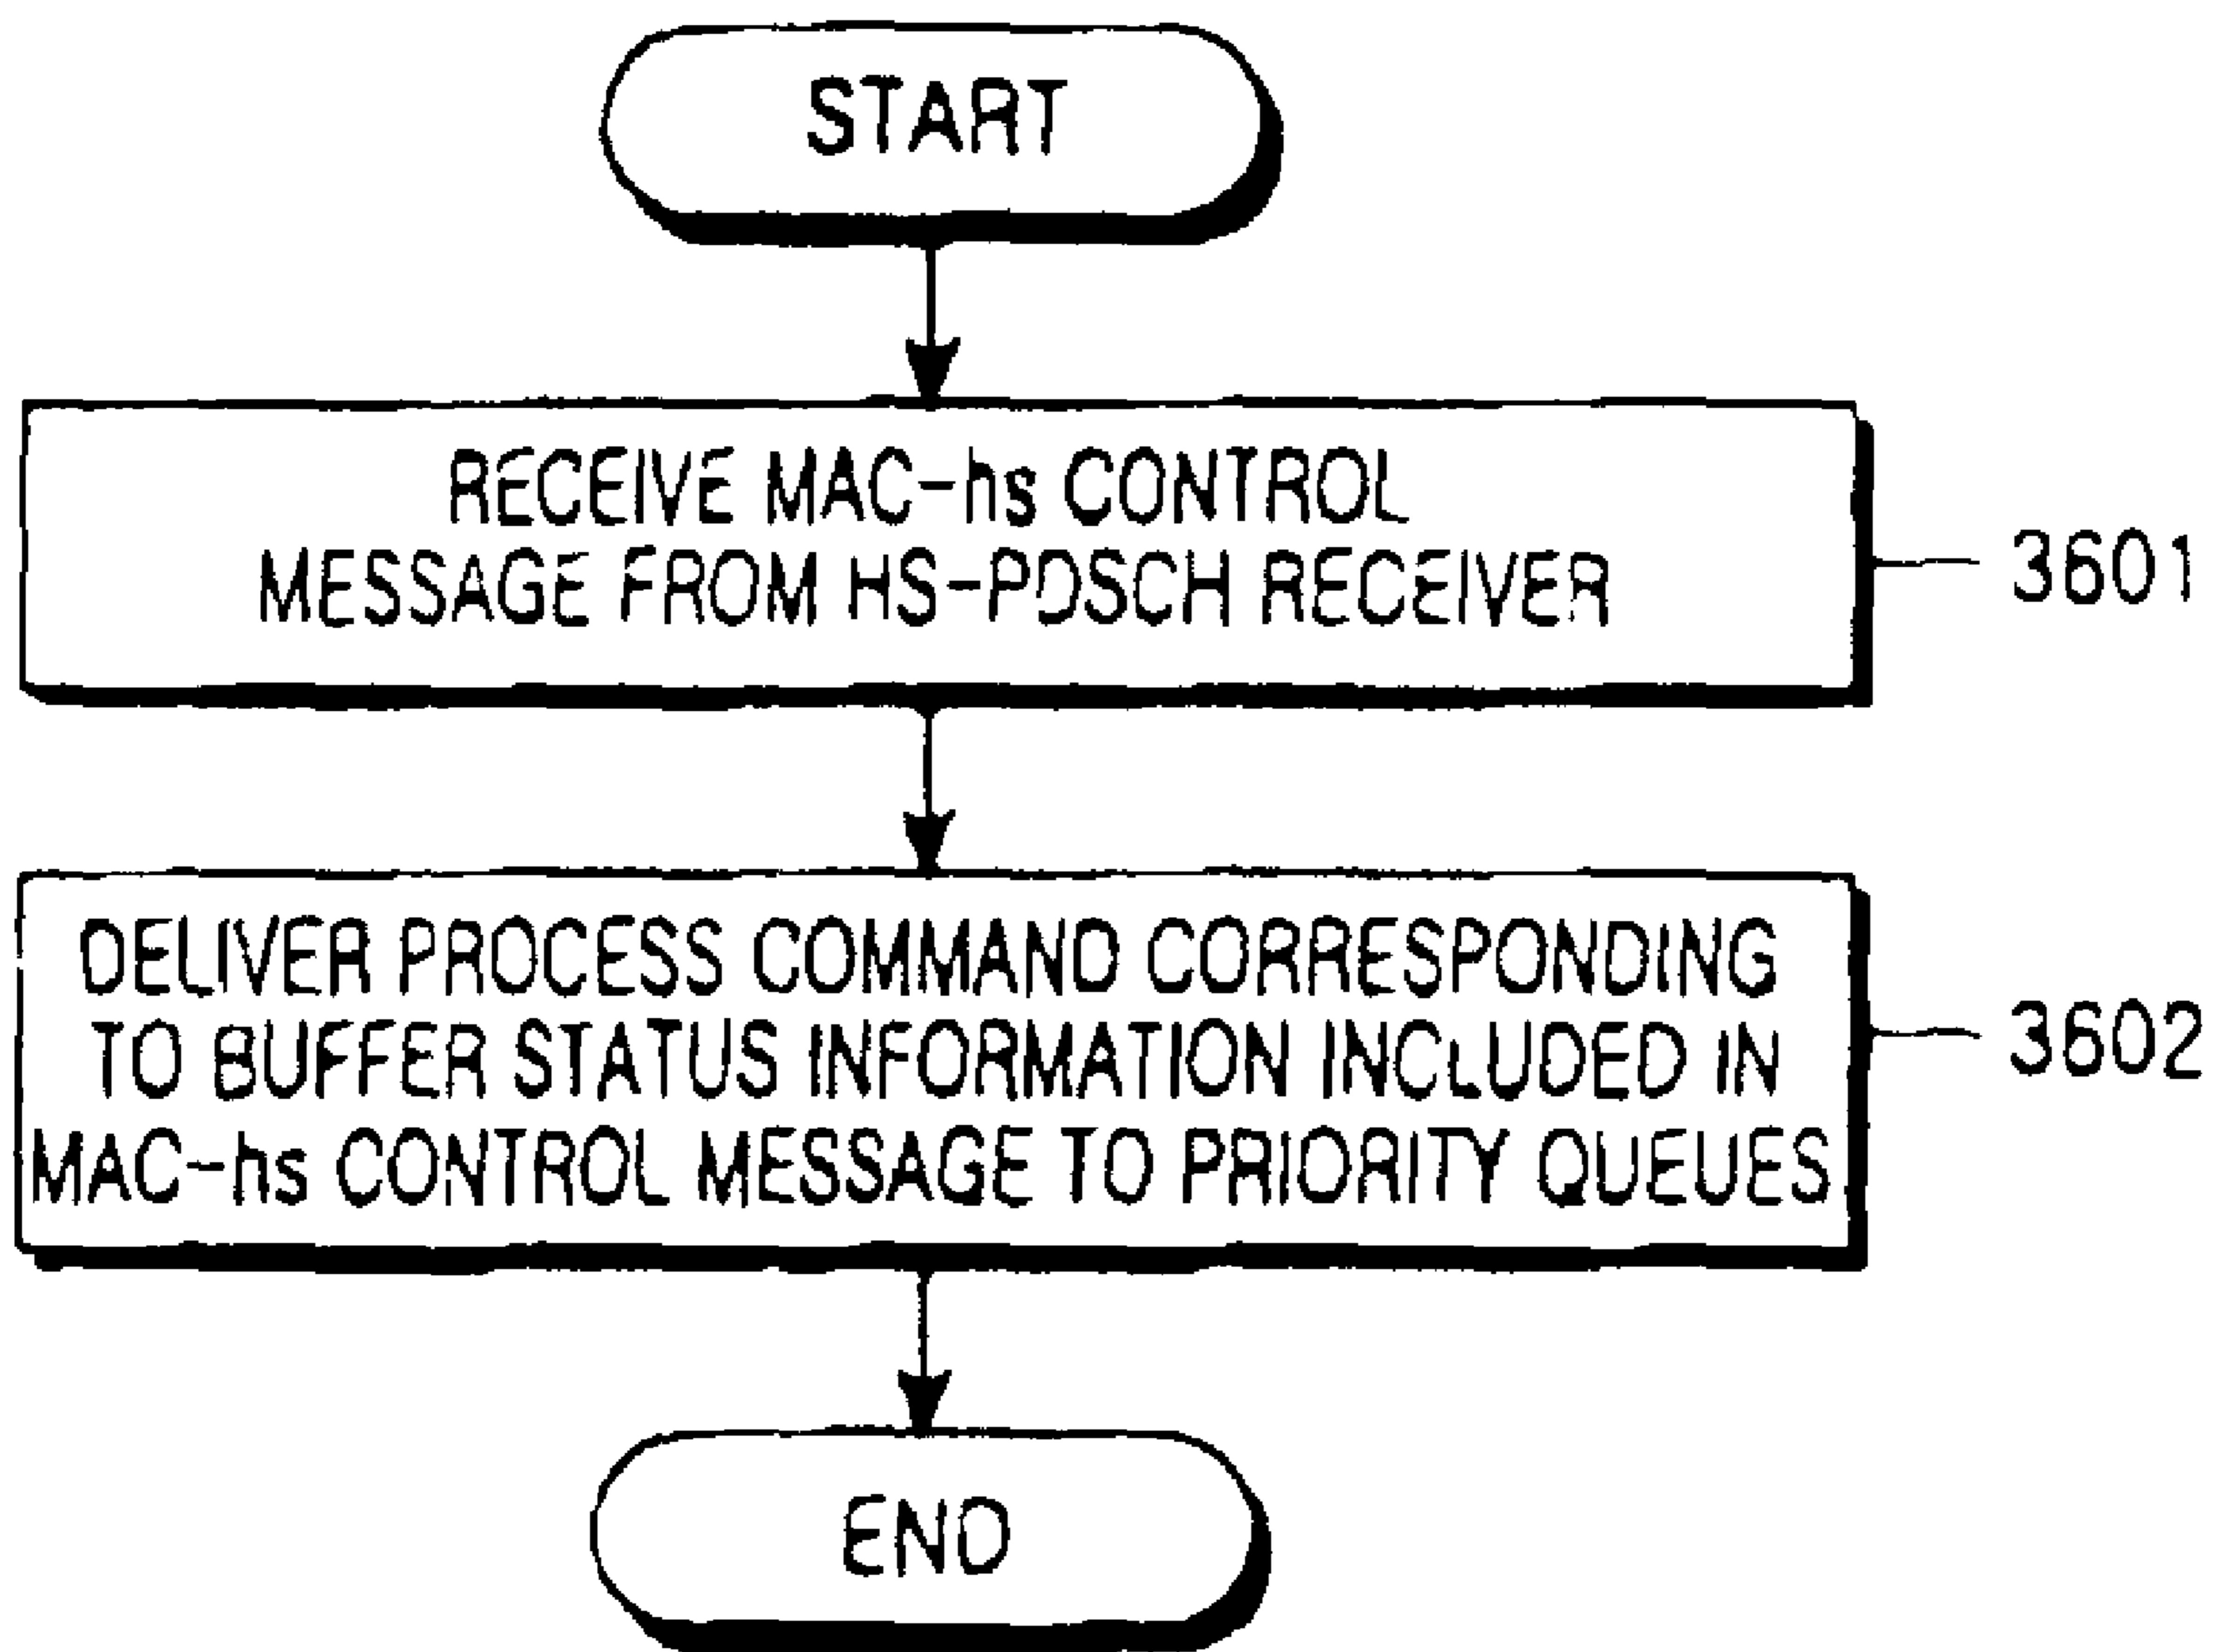 START
RECEIVE MAC-hs CONTROL
MESSAGE FROM HS-PDSCH RECEIVER
3601
DELIVER PROCESS COMMAND CORRESPONDING
TO BUFFER STATUS INFORMATION INCLUDED IN
MAC-hs CONTROL MESSAGE TO PRIORITY QUEUES
3602
END